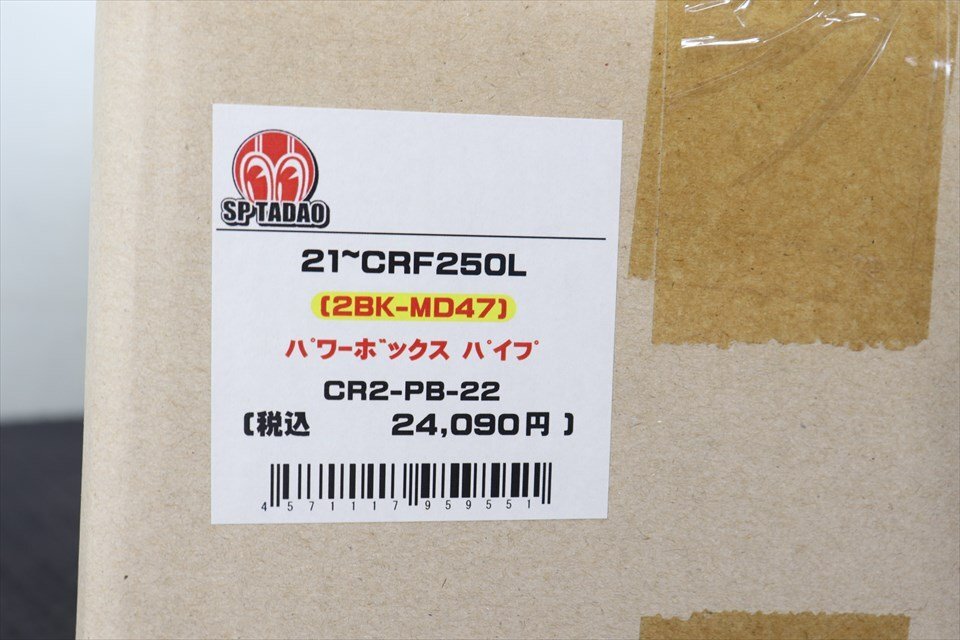 SP TADAO
21~CRF250L
(2BK-MD47)
パワーボックス パイプ
CR2-PB-22
(税込 24,090円)
4571117959551